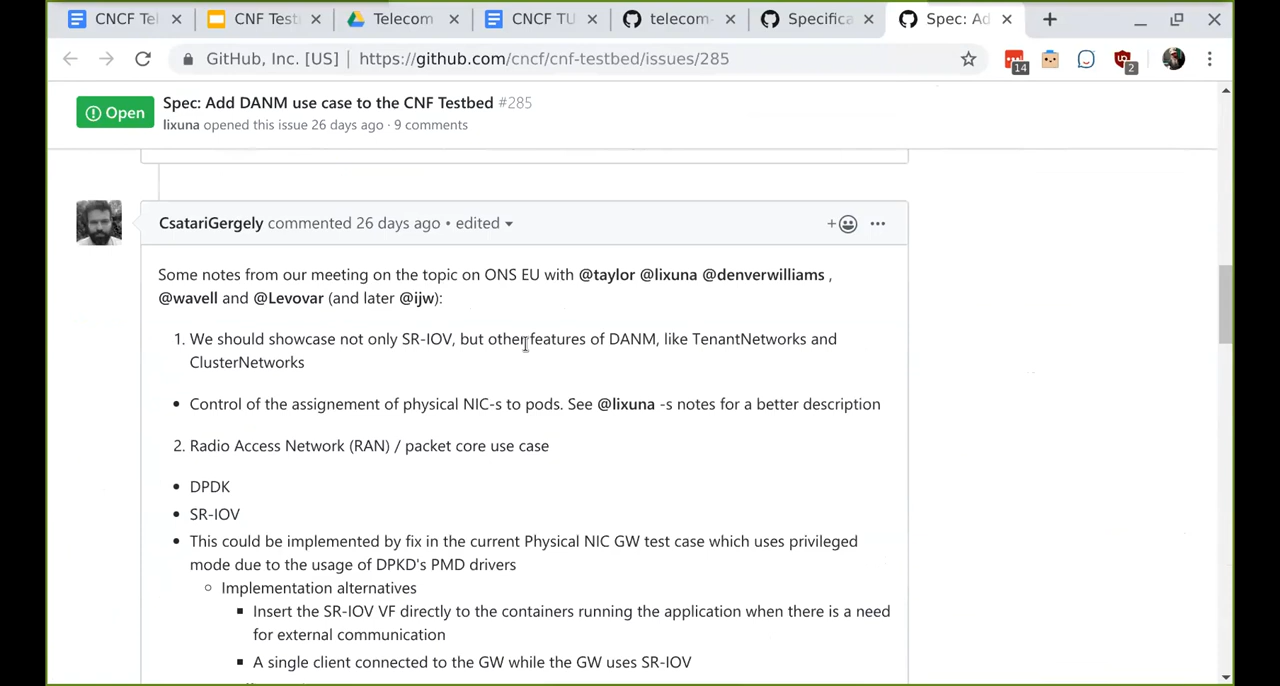 CNCF Tel
CNF Test
Telecom
CNCF TU
telecom-
Specifica
Spec: Ad
GitHub, Inc. [US] | https://github.com/cncf/cnf-testbed/issues/285
14
2
Open
Spec: Add DANM use case to the CNF Testbed #285
lixuna opened this issue 26 days ago · 9 comments
CsatariGergely commented 26 days ago • edited
Some notes from our meeting on the topic on ONS EU with @taylor @lixuna @denverwilliams ,
@wavell and @Levovar (and later @ijw):
1. We should showcase not only SR-IOV, but other features of DANM, like TenantNetworks and
ClusterNetworks
• Control of the assignement of physical NIC-s to pods. See @lixuna -s notes for a better description
2. Radio Access Network (RAN) / packet core use case
• DPDK
• SR-IOV
• This could be implemented by fix in the current Physical NIC GW test case which uses privileged
mode due to the usage of DPKD's PMD drivers
Implementation alternatives
Insert the SR-IOV VF directly to the containers running the application when there is a need
for external communication
A single client connected to the GW while the GW uses SR-IOV